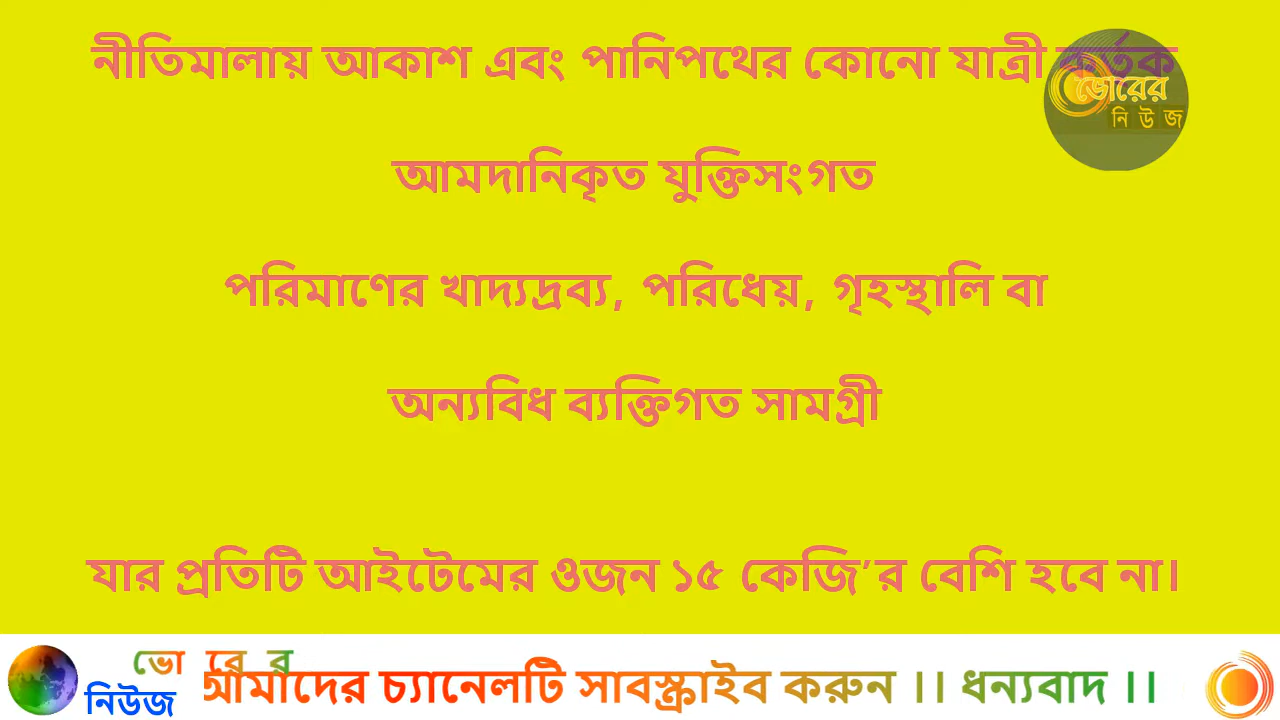 নীতিমালায় আকাশ এবং পানিপথের কোনো যাত্রী কর্তৃক
ভোরের
নি উ জ
আমদানিকৃত যুক্তিসংগত
পরিমাণের খাদ্যদ্রব্য, পরিধেয়, গৃহস্থালি বা
অন্যবিধ ব্যক্তিগত সামগ্রী
যার প্রতিটি আইটেমের ওজন ১৫ কেজি’র বেশি হবে না।
ভো রে র
নিউজ
আমাদের চ্যানেলটি সাবস্ক্রাইব করুন ।। ধন্যবাদ ।।